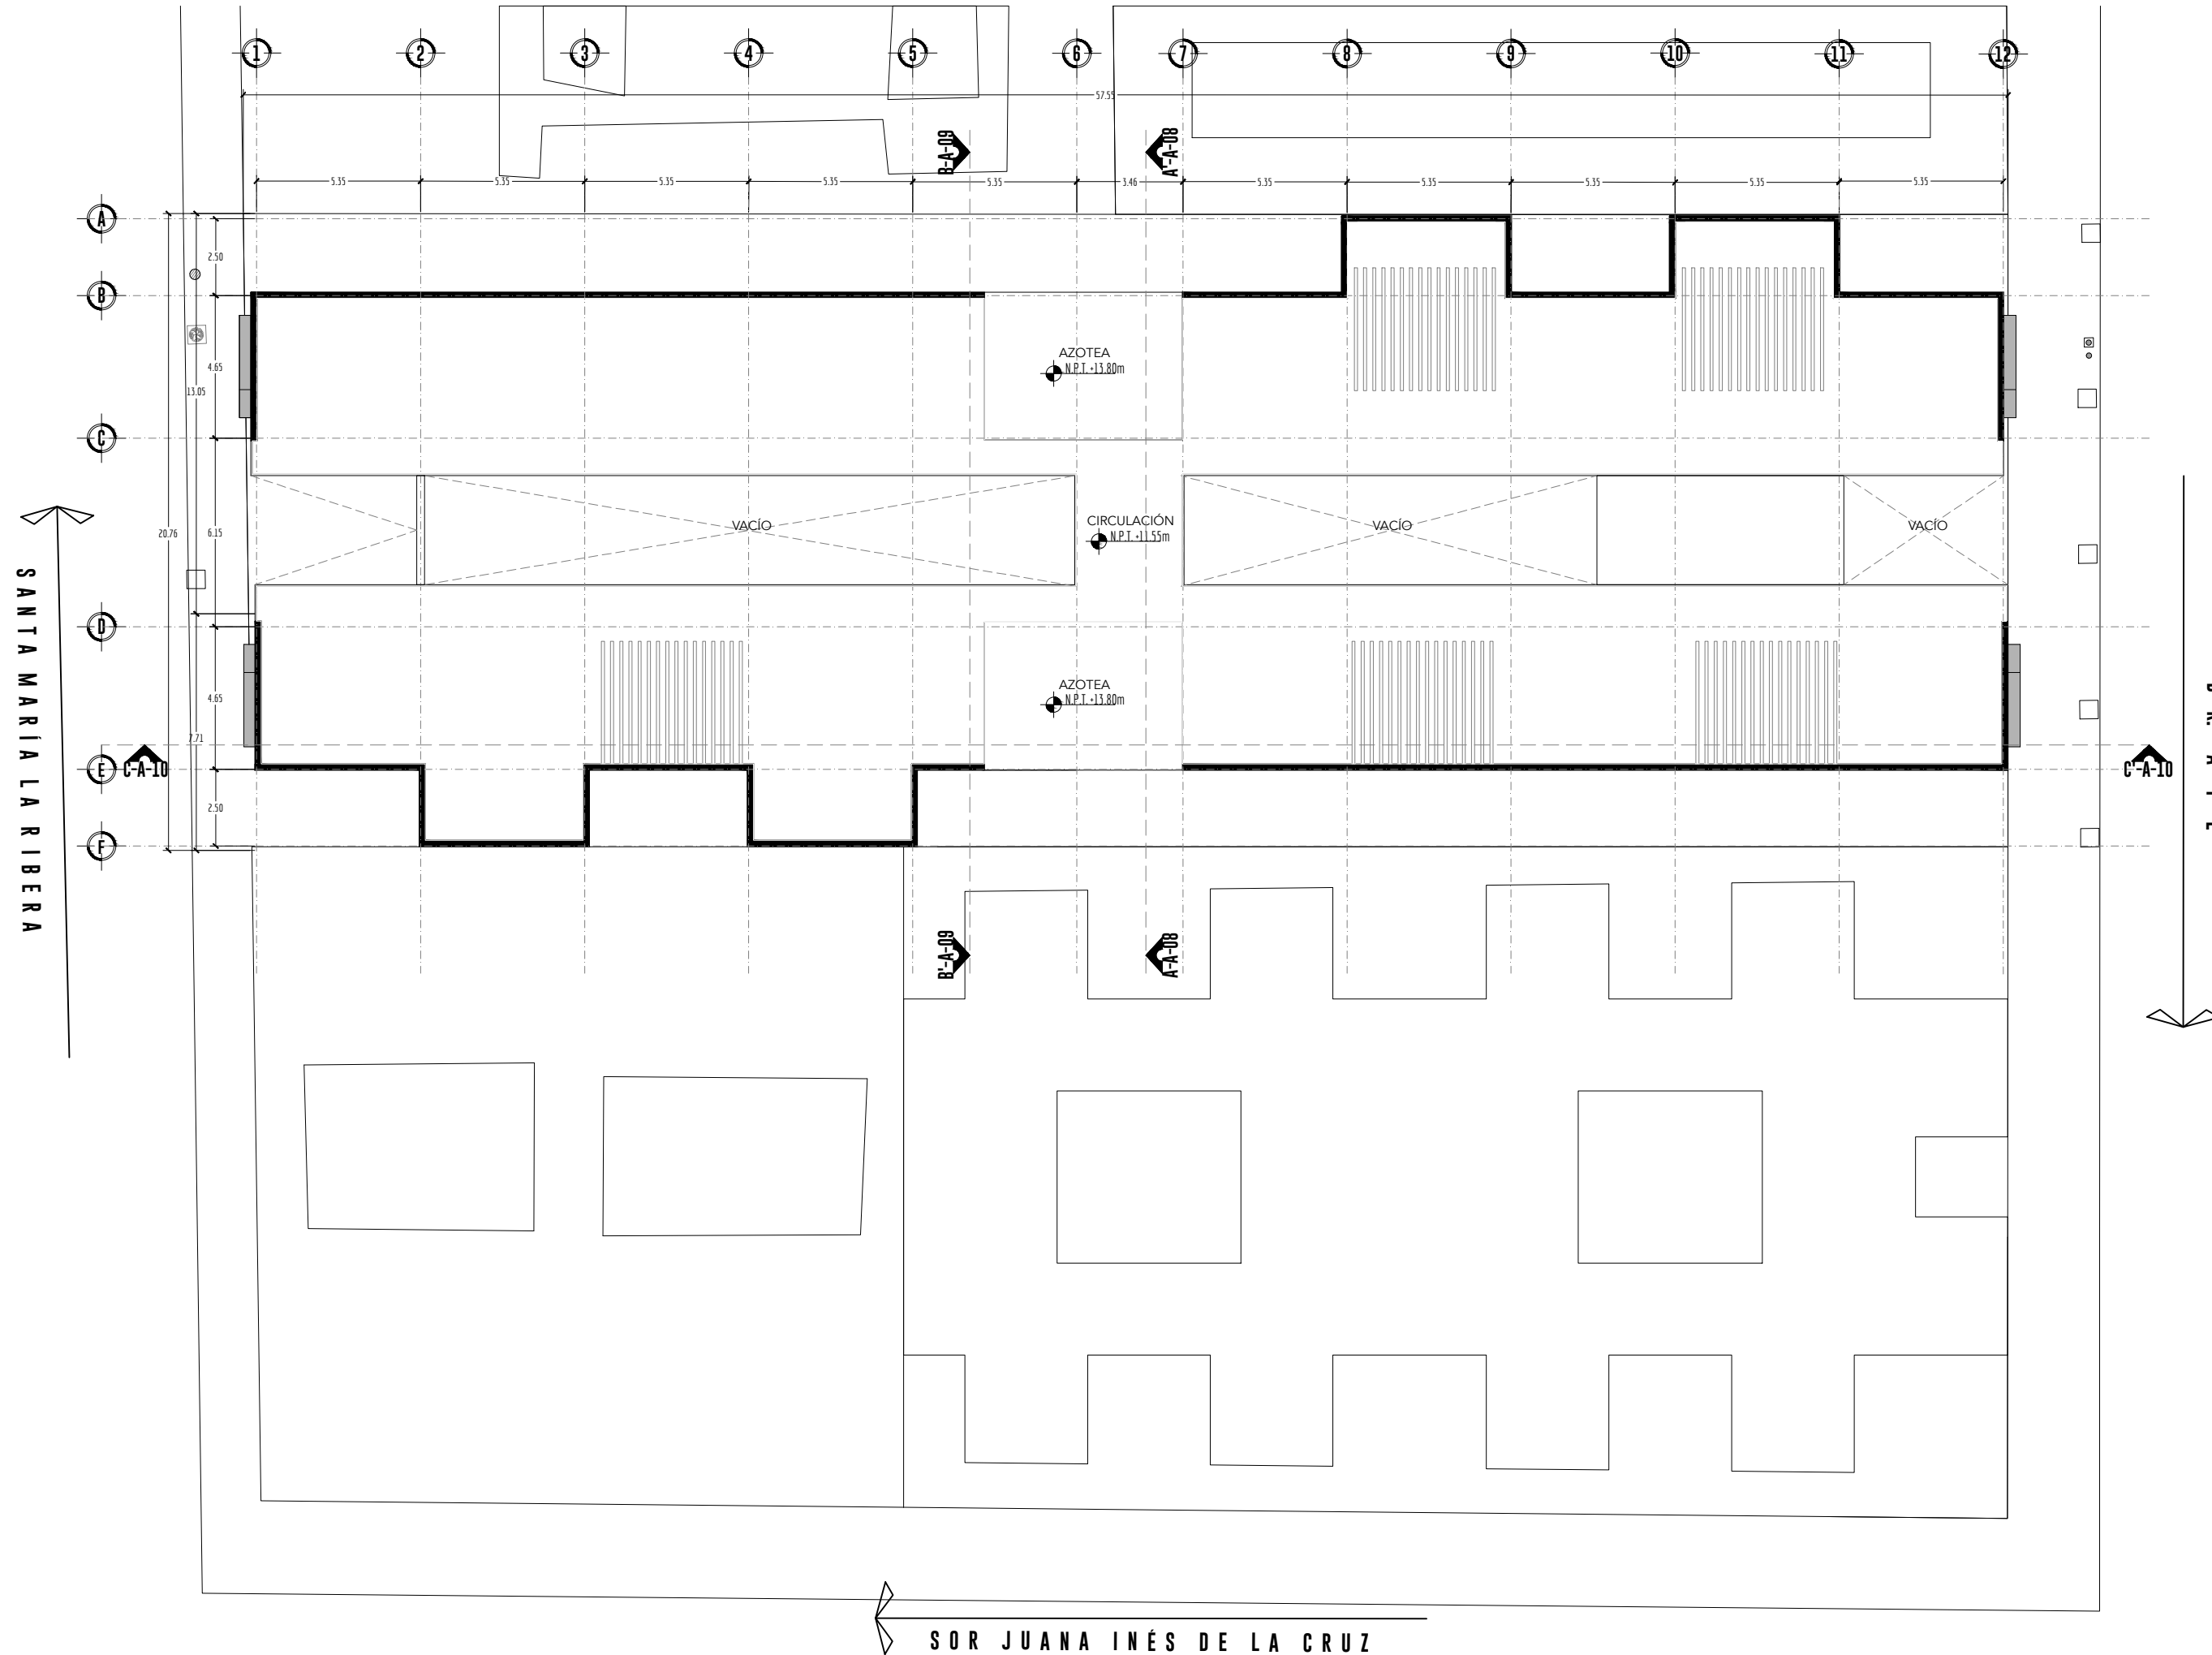 1 2 3 4 5 6 7 8 9 10 11 12
57.55
B-A-09 A'-A-08
5.35 5.35 5.35 5.35 5.35 3.46 5.35 5.35 5.35 5.35 5.35
A
2.50
B
AZOTEA
N.P.T. +13.80m
4.65
13.05
C
VACÍO VACÍO VACÍO
CIRCULACIÓN
N.P.T. +11.55m
20.76 6.15
D
AZOTEA
N.P.T. +13.80m
4.65
7.71
E
C-A-10 C'-A-10
2.50
F
B'-A-09 A-A-08
SANTA MARÍA LA RIBERA
SOR JUANA INÉS DE LA CRUZ